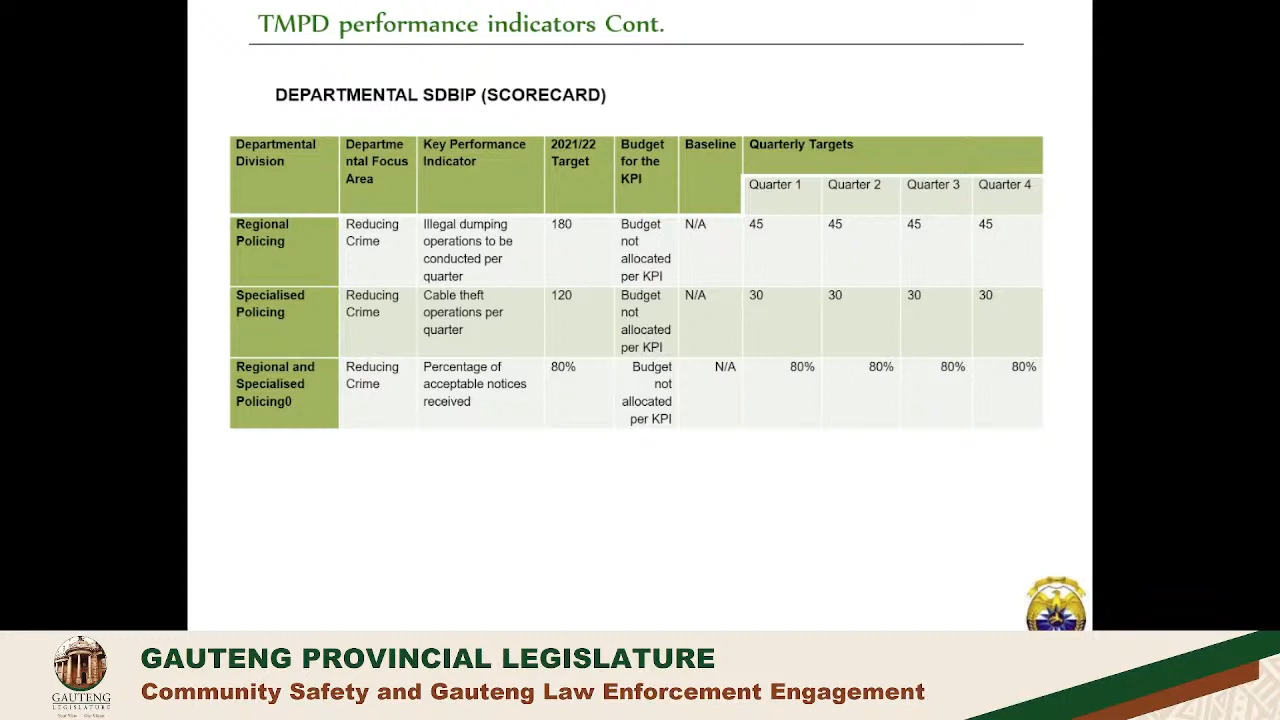 TMPD performance indicators Cont.
DEPARTMENTAL SDBIP (SCORECARD)
Departmental Division Departme ntal Focus Area Key Performance Indicator 2021/22 Target Budget for the KPI Baseline Quarterly Targets
Quarter 1 Quarter 2 Quarter 3 Quarter 4
Regional Policing Reducing Crime Illegal dumping operations to be conducted per quarter 180 Budget not allocated per KPI N/A 45 45 45 45
Specialised Policing Reducing Crime Cable theft operations per quarter 120 Budget not allocated per KPI N/A 30 30 30 30
Regional and Specialised Policing0 Reducing Crime Percentage of acceptable notices received 80% Budget not allocated per KPI N/A 80% 80% 80% 80%
GAUTENG PROVINCIAL LEGISLATURE
Community Safety and Gauteng Law Enforcement Engagement
GAUTENG
LEGISLATURE